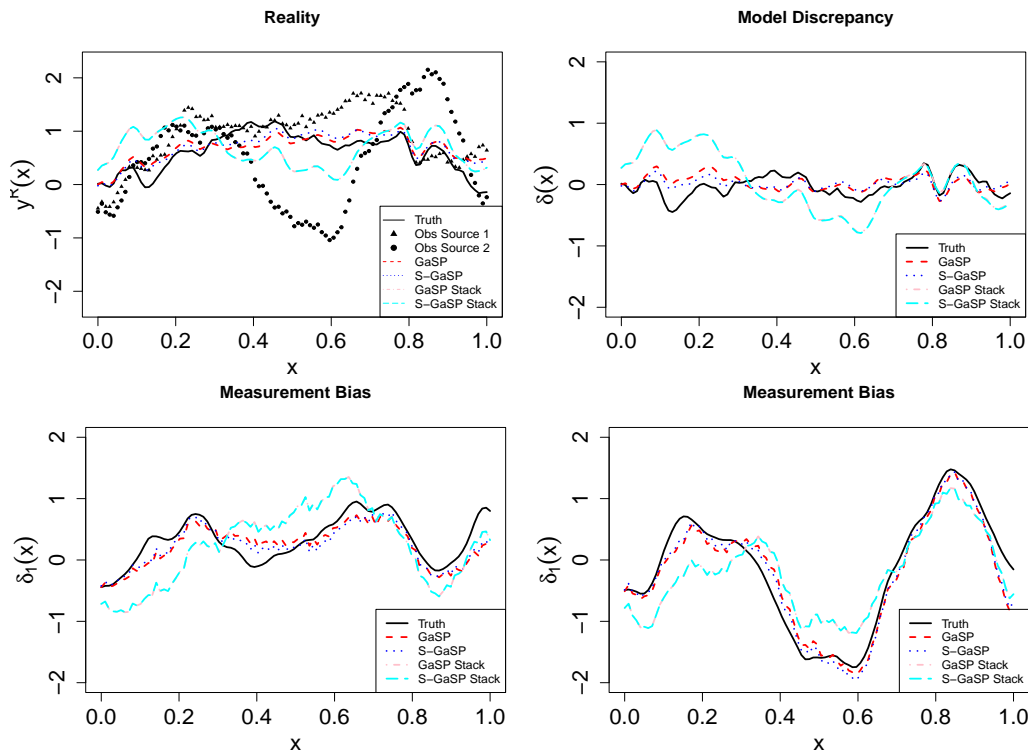 Reality
2
1
0
−1
−2
y^R(x)
0.0 0.2 0.4 0.6 0.8 1.0
x
Truth
Obs Source 1
Obs Source 2
GaSP
S−GaSP
GaSP Stack
S−GaSP Stack
Model Discrepancy
2
1
0
−1
−2
δ(x)
0.0 0.2 0.4 0.6 0.8 1.0
x
Truth
GaSP
S−GaSP
GaSP Stack
S−GaSP Stack
Measurement Bias
2
1
0
−1
−2
δ₁(x)
0.0 0.2 0.4 0.6 0.8 1.0
x
Truth
GaSP
S−GaSP
GaSP Stack
S−GaSP Stack
Measurement Bias
2
1
0
−1
−2
δ₁(x)
0.0 0.2 0.4 0.6 0.8 1.0
x
Truth
GaSP
S−GaSP
GaSP Stack
S−GaSP Stack